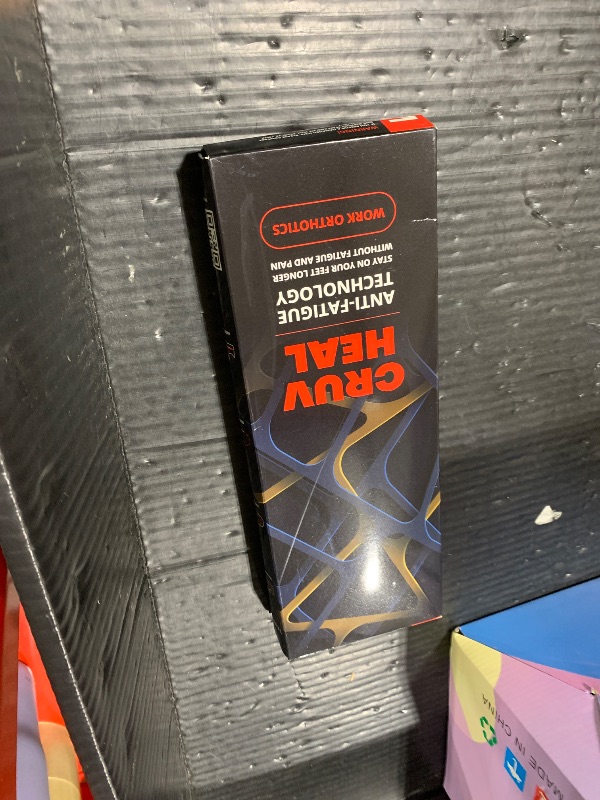 CRUV
HEAL
ANTI-FATIGUE
TECHNOLOGY
STAY ON YOUR FEET LONGER
WITHOUT FATIGUE AND PAIN
WORK ORTHOTICS
WARNING
MADE IN CHINA